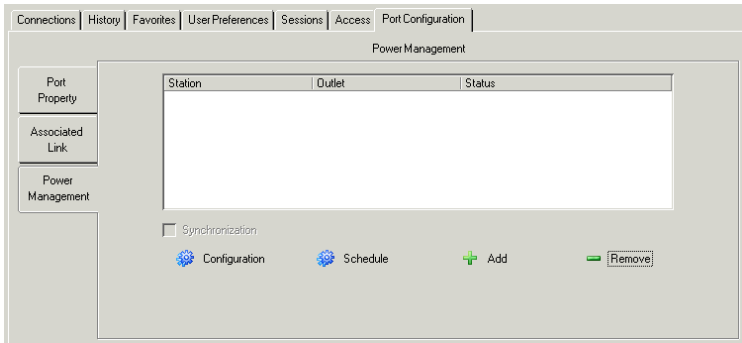 Connections History Favorites User Preferences Sessions Access Port Configuration
Power Management
Port
Property
Associated
Link
Power
Management
Station Outlet Status
Synchronization
Configuration Schedule Add Remove